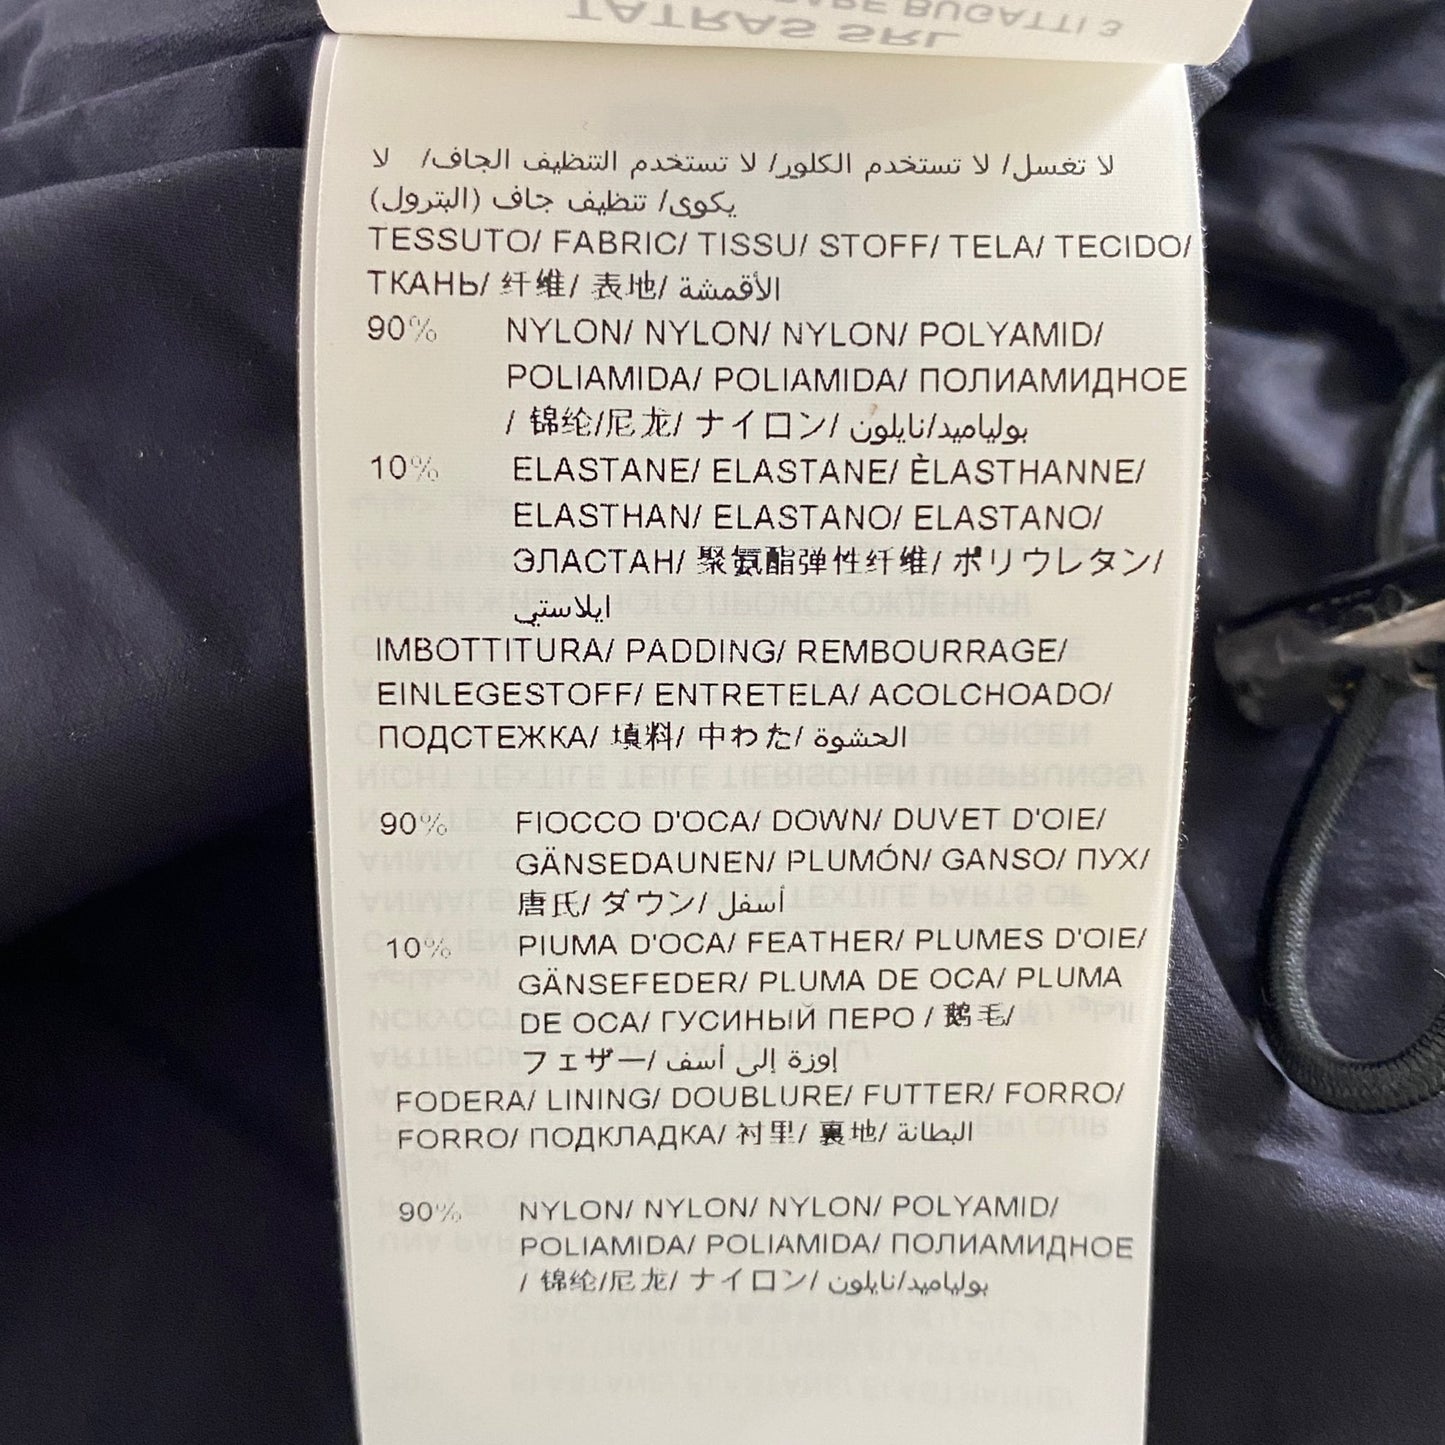 TATRAS SRL
لا تغسل/ لا تستخدم الكلور/ لا تستخدم التنظيف الجاف/ لا
يكوى/ تنظيف جاف (البترول)
TESSUTO/ FABRIC/ TISSU/ STOFF/ TELA/ TECIDO/
ТКАНЬ/ 纤维/ 表地/ الأقمشة
90% NYLON/ NYLON/ NYLON/ POLYAMID/
POLIAMIDA/ POLIAMIDA/ ПОЛИАМИДНОЕ
/ 锦纶/尼龙/ ナイロン/ بولياميد/نايلون
10% ELASTANE/ ELASTANE/ ÈLASTHANNE/
ELASTHAN/ ELASTANO/ ELASTANO/
ЭЛАСТАН/ 聚氨酯弹性纤维/ ポリウレタン/
ايلاستي
IMBOTTITURA/ PADDING/ REMBOURRAGE/
EINLEGESTOFF/ ENTRETELA/ ACOLCHOADO/
ПОДСТЕЖКА/ 填料/ 中わた/ الحشوة
90% FIOCCO D'OCA/ DOWN/ DUVET D'OIE/
GÄNSEDAUNEN/ PLUMÓN/ GANSO/ ПУХ/
唐氏/ ダウン/ أسفل
10% PIUMA D'OCA/ FEATHER/ PLUMES D'OIE/
GÄNSEFEDER/ PLUMA DE OCA/ PLUMA
DE OCA/ ГУСИНЫЙ ПЕРО / 鹅毛/
フェザー/ إوزة إلى أسف
FODERA/ LINING/ DOUBLURE/ FUTTER/ FORRO/
FORRO/ ПОДКЛАДКА/ 衬里/ 裏地/ البطانة
90% NYLON/ NYLON/ NYLON/ POLYAMID/
POLIAMIDA/ POLIAMIDA/ ПОЛИАМИДНОЕ
/ 锦纶/尼龙/ ナイロン/ بولياميد/نايلون